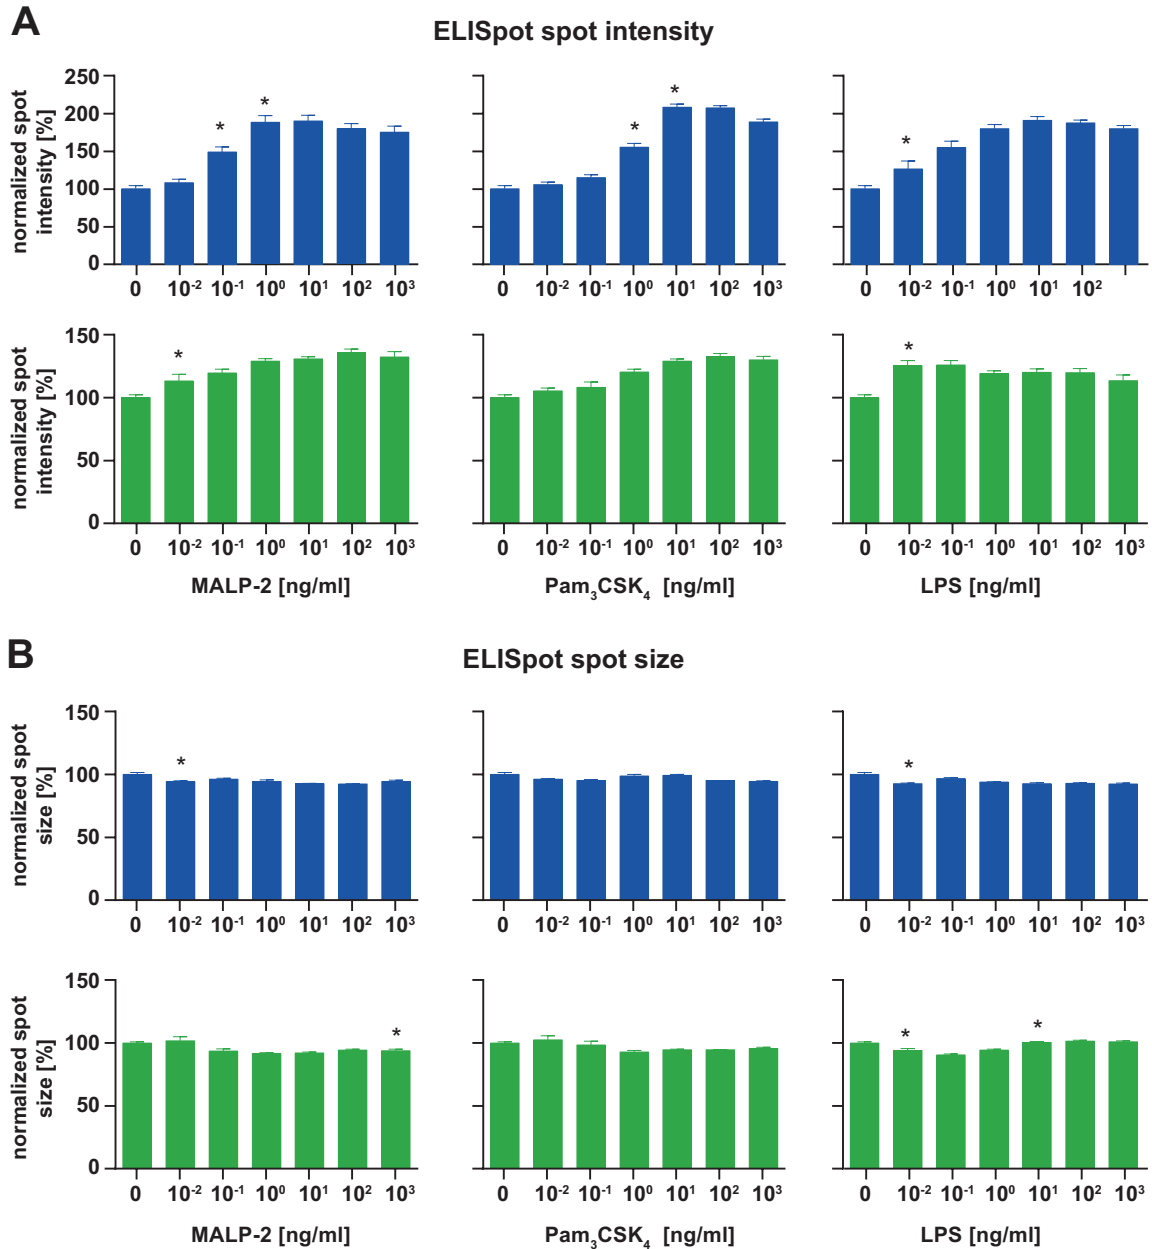 A
ELISpot spot intensity
normalized spot
intensity [%]
250
200
150
100
50
0
*
*
*
*
*
0 10⁻² 10⁻¹ 10⁰ 10¹ 10² 10³
0 10⁻² 10⁻¹ 10⁰ 10¹ 10² 10³
0 10⁻² 10⁻¹ 10⁰ 10¹ 10²
normalized spot
intensity [%]
150
100
50
0
*
*
0 10⁻² 10⁻¹ 10⁰ 10¹ 10² 10³
0 10⁻² 10⁻¹ 10⁰ 10¹ 10² 10³
0 10⁻² 10⁻¹ 10⁰ 10¹ 10² 10³
MALP-2 [ng/ml]
Pam₃CSK₄ [ng/ml]
LPS [ng/ml]
B
ELISpot spot size
normalized spot
size [%]
150
100
50
0
*
*
0 10⁻² 10⁻¹ 10⁰ 10¹ 10² 10³
0 10⁻² 10⁻¹ 10⁰ 10¹ 10² 10³
0 10⁻² 10⁻¹ 10⁰ 10¹ 10² 10³
normalized spot
size [%]
150
100
50
0
*
*
*
0 10⁻² 10⁻¹ 10⁰ 10¹ 10² 10³
0 10⁻² 10⁻¹ 10⁰ 10¹ 10² 10³
0 10⁻² 10⁻¹ 10⁰ 10¹ 10² 10³
MALP-2 [ng/ml]
Pam₃CSK₄ [ng/ml]
LPS [ng/ml]